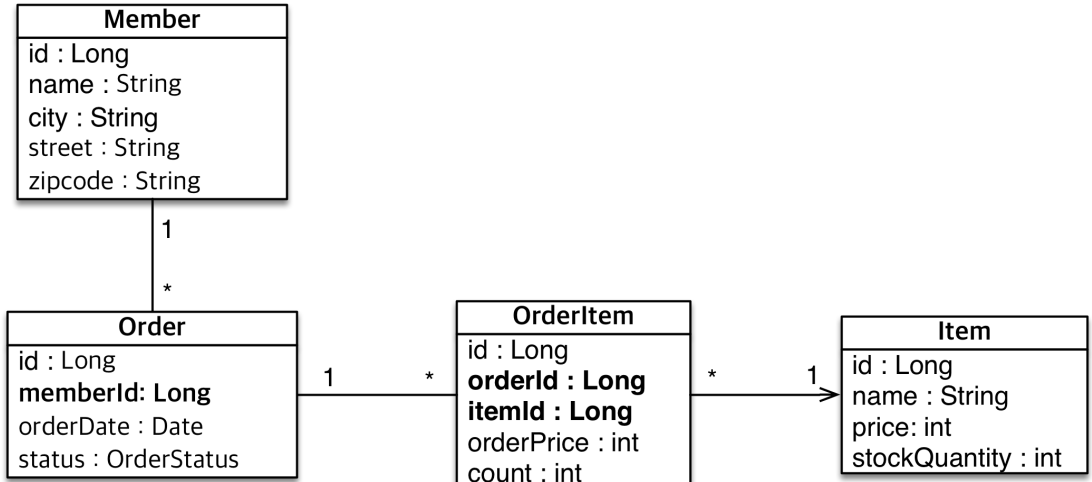 Member
id : Long
name : String
city : String
street : String
zipcode : String
1
*
Order
id : Long
memberId: Long
orderDate : Date
status : OrderStatus
1
*
OrderItem
id : Long
orderId : Long
itemId : Long
orderPrice : int
count : int
*
1
Item
id : Long
name : String
price: int
stockQuantity : int